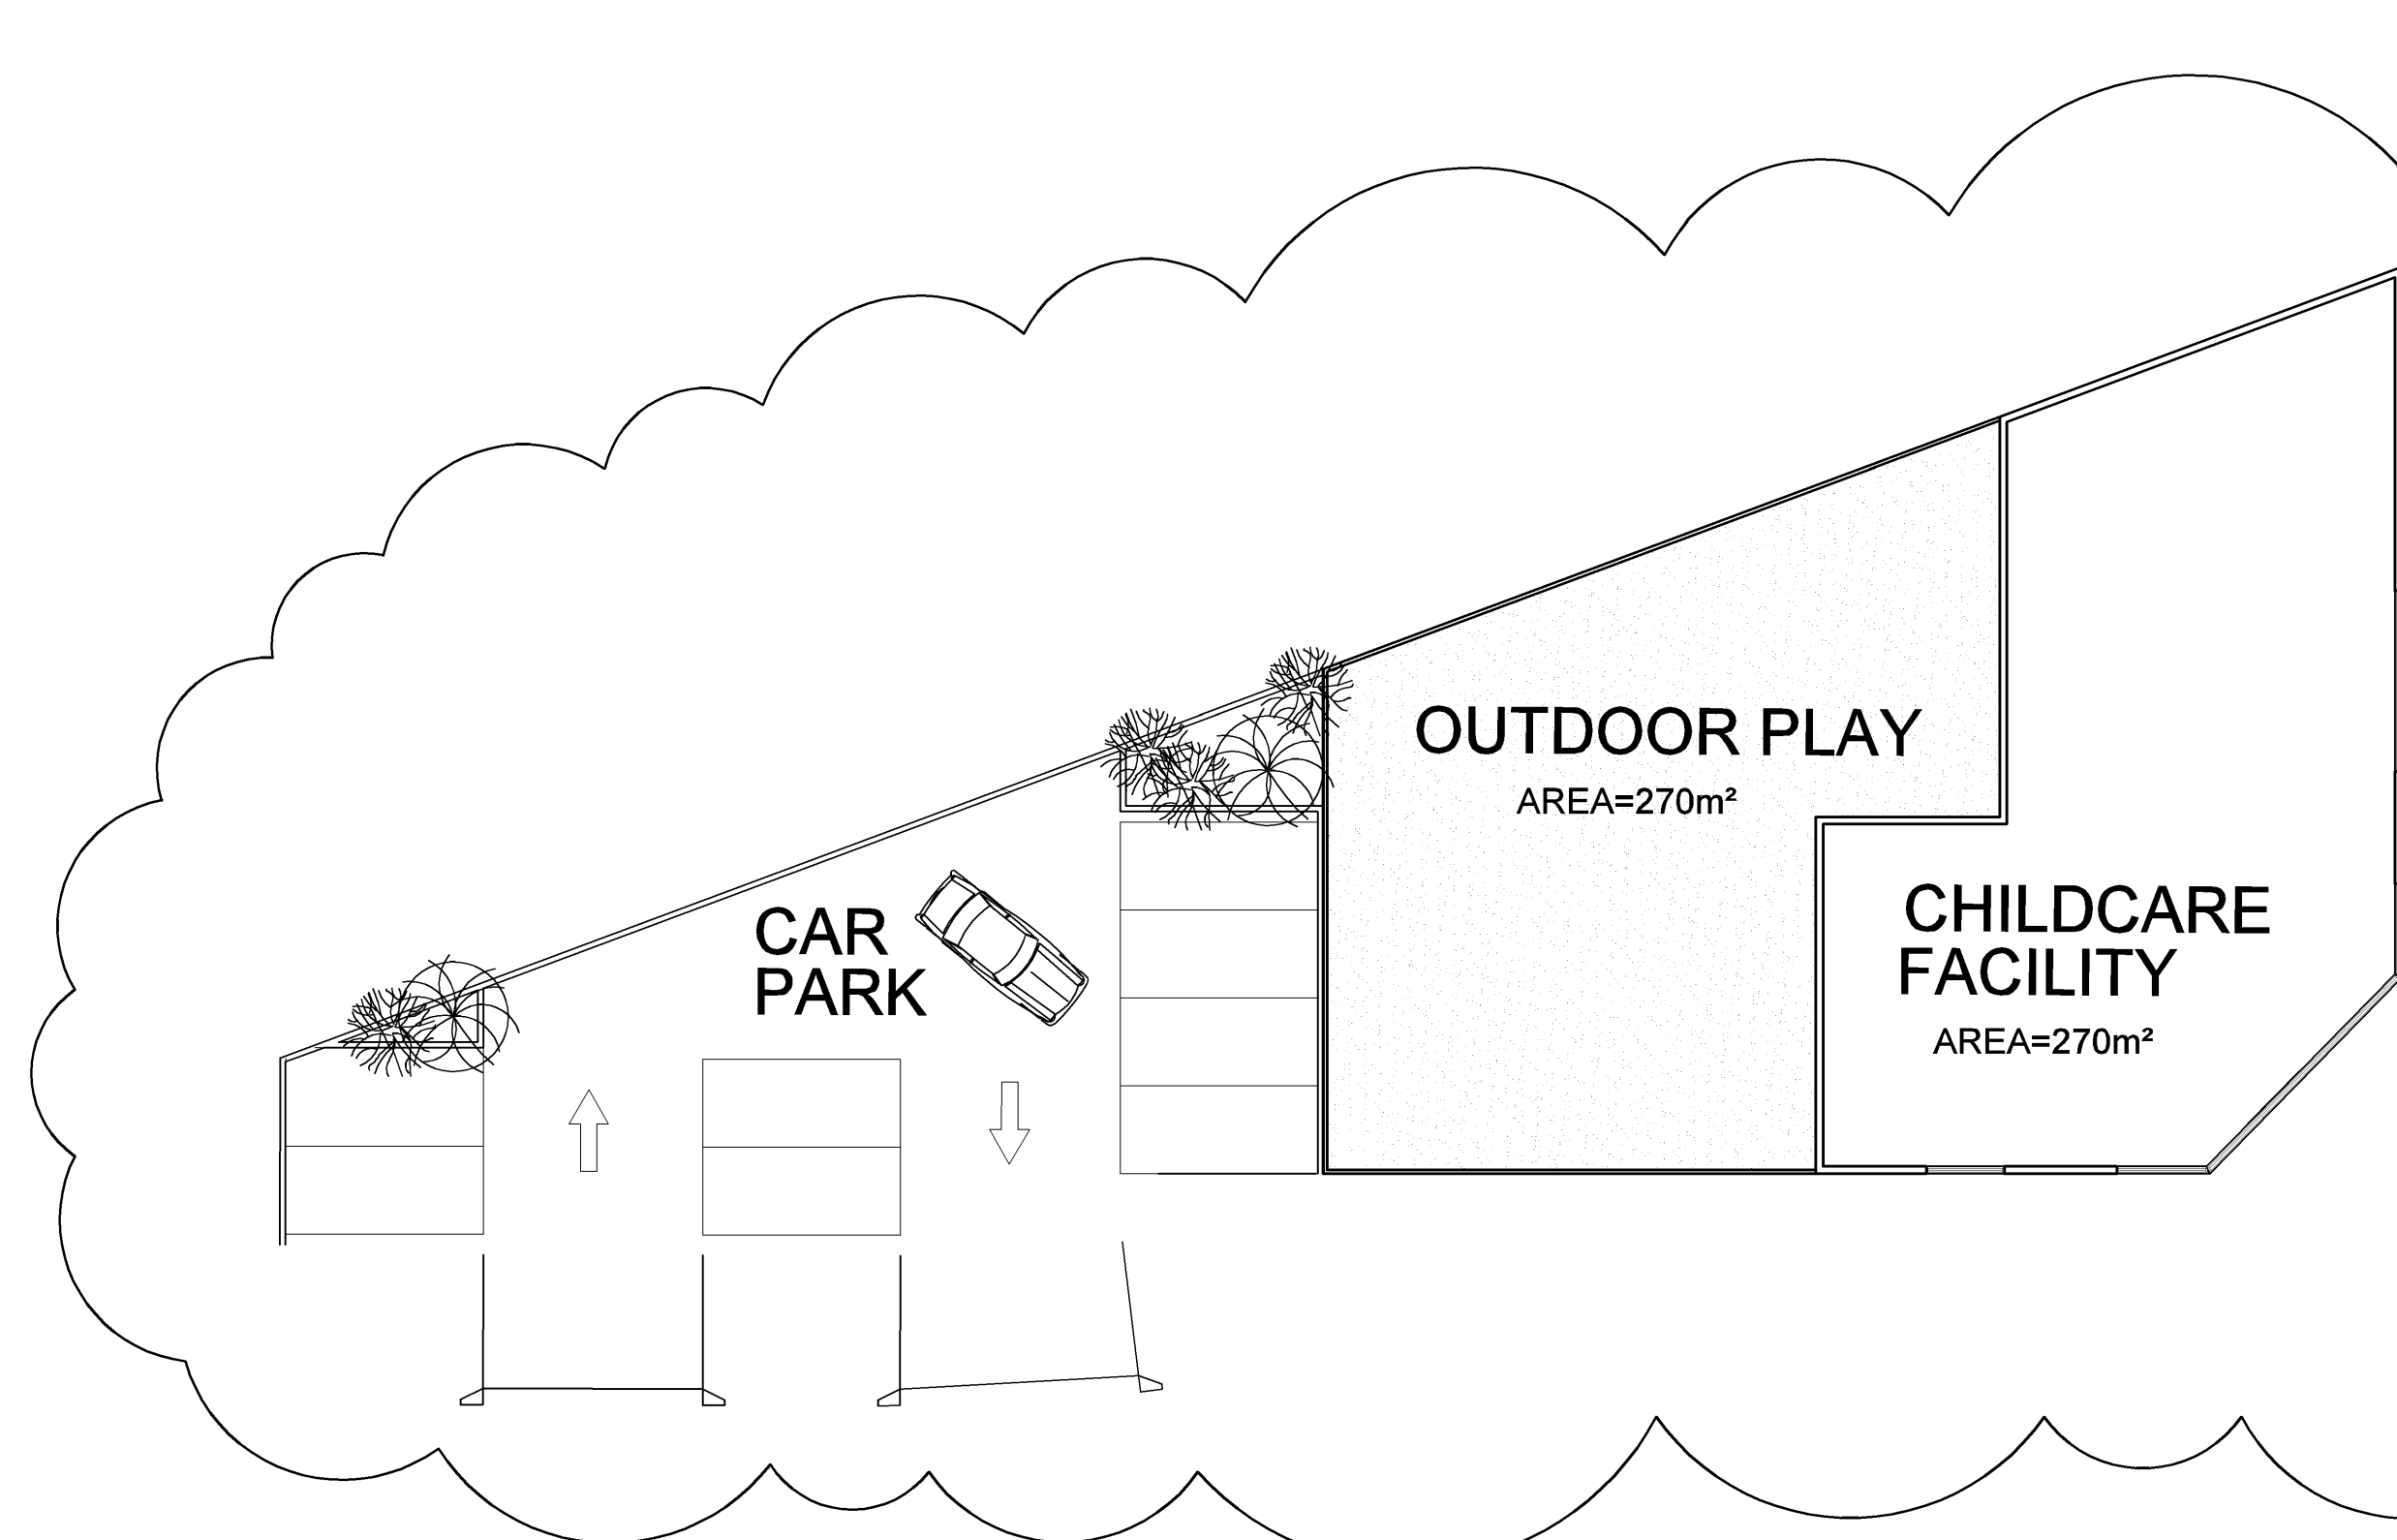 OUTDOOR PLAY
AREA=270m²
CAR
PARK
CHILDCARE
FACILITY
AREA=270m²